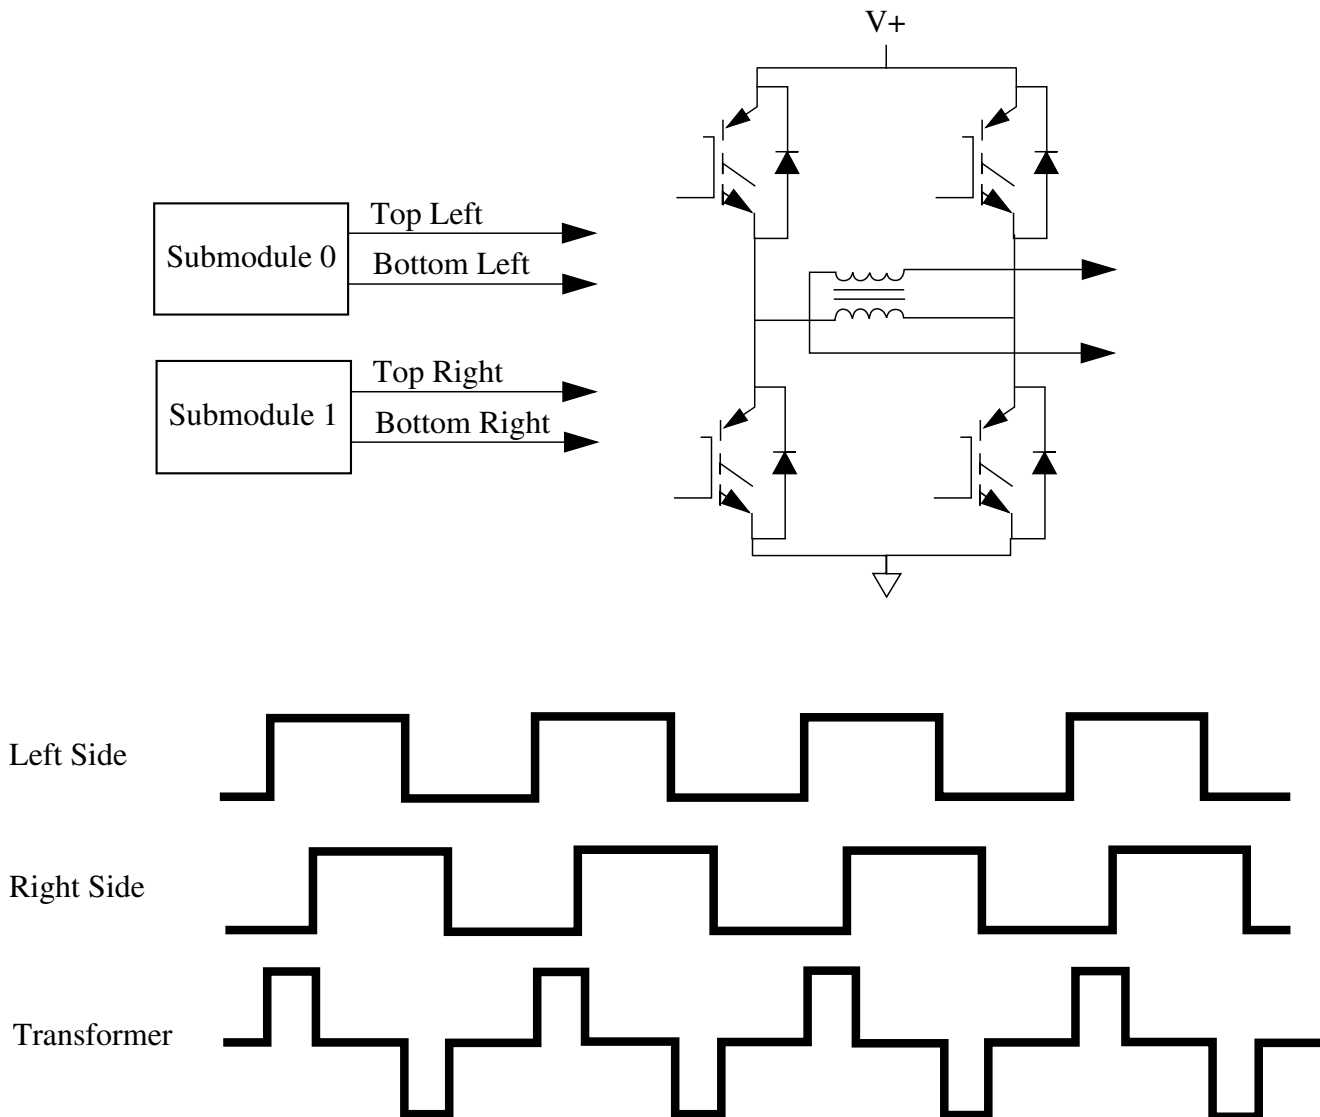 V+
Top Left
Submodule 0
Bottom Left
Top Right
Submodule 1
Bottom Right
Left Side
Right Side
Transformer